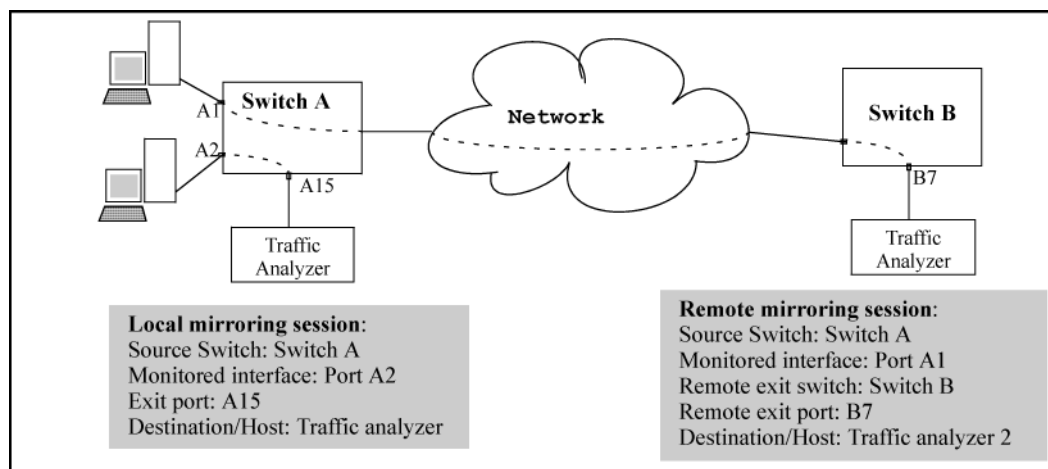 A1
Switch A
A2
A15
Traffic
Analyzer
Network
Switch B
B7
Traffic
Analyzer
Local mirroring session:
Source Switch: Switch A
Monitored interface: Port A2
Exit port: A15
Destination/Host: Traffic analyzer
Remote mirroring session:
Source Switch: Switch A
Monitored interface: Port A1
Remote exit switch: Switch B
Remote exit port: B7
Destination/Host: Traffic analyzer 2